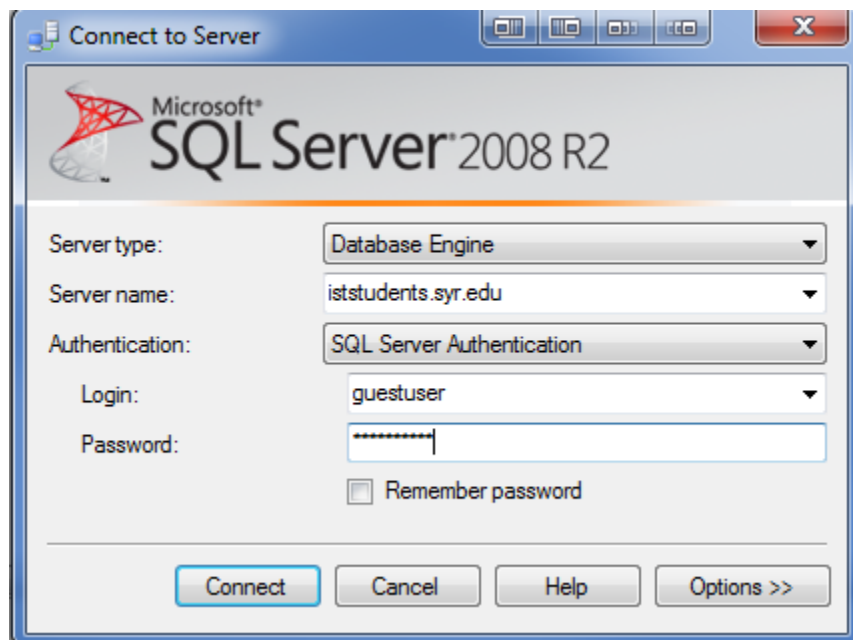 Connect to Server
Microsoft®
SQL Server® 2008 R2
Server type: Database Engine
Server name: iststudents.syr.edu
Authentication: SQL Server Authentication
Login: guestuser
Password: **********
Remember password
Connect Cancel Help Options >>